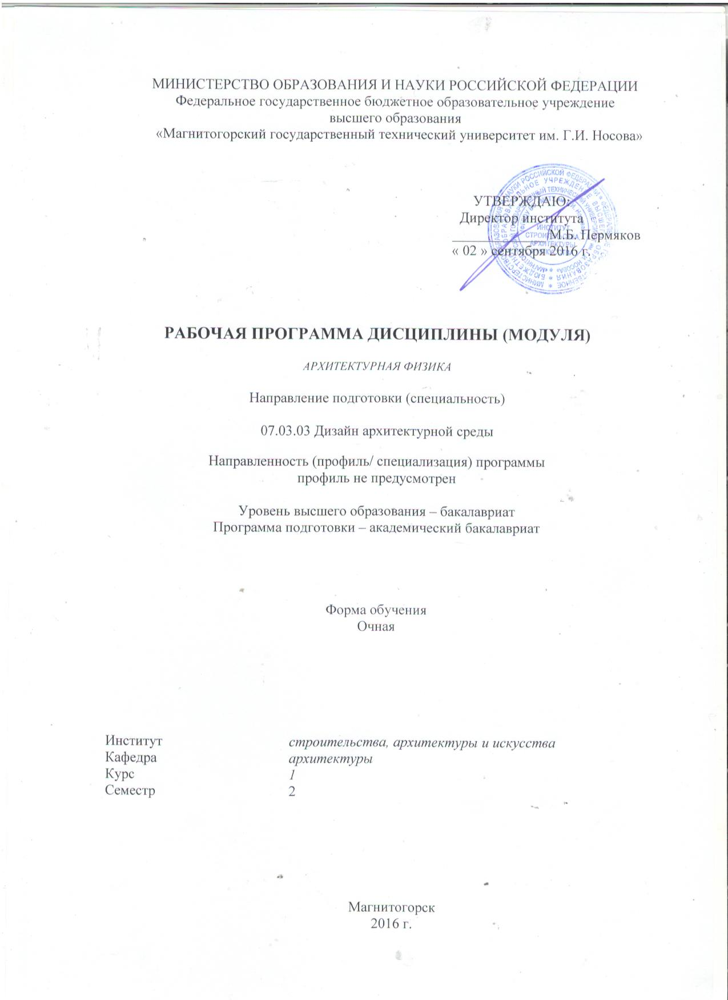 МИНИСТЕРСТВО ОБРАЗОВАНИЯ И НАУКИ РОССИЙСКОЙ ФЕДЕРАЦИИ
Федеральное государственное бюджетное образовательное учреждение
высшего образования
«Магнитогорский государственный технический университет им. Г.И. Носова»
УТВЕРЖДАЮ:
Директор института
М.Б. Пермяков
« 02 » сентября 2016 г.
РАБОЧАЯ ПРОГРАММА ДИСЦИПЛИНЫ (МОДУЛЯ)
АРХИТЕКТУРНАЯ ФИЗИКА
Направление подготовки (специальность)
07.03.03 Дизайн архитектурной среды
Направленность (профиль/ специализация) программы
профиль не предусмотрен
Уровень высшего образования – бакалавриат
Программа подготовки – академический бакалавриат
Форма обучения
Очная
Институт строительства, архитектуры и искусства
Кафедра архитектуры
Курс 1
Семестр 2
Магнитогорск
2016 г.